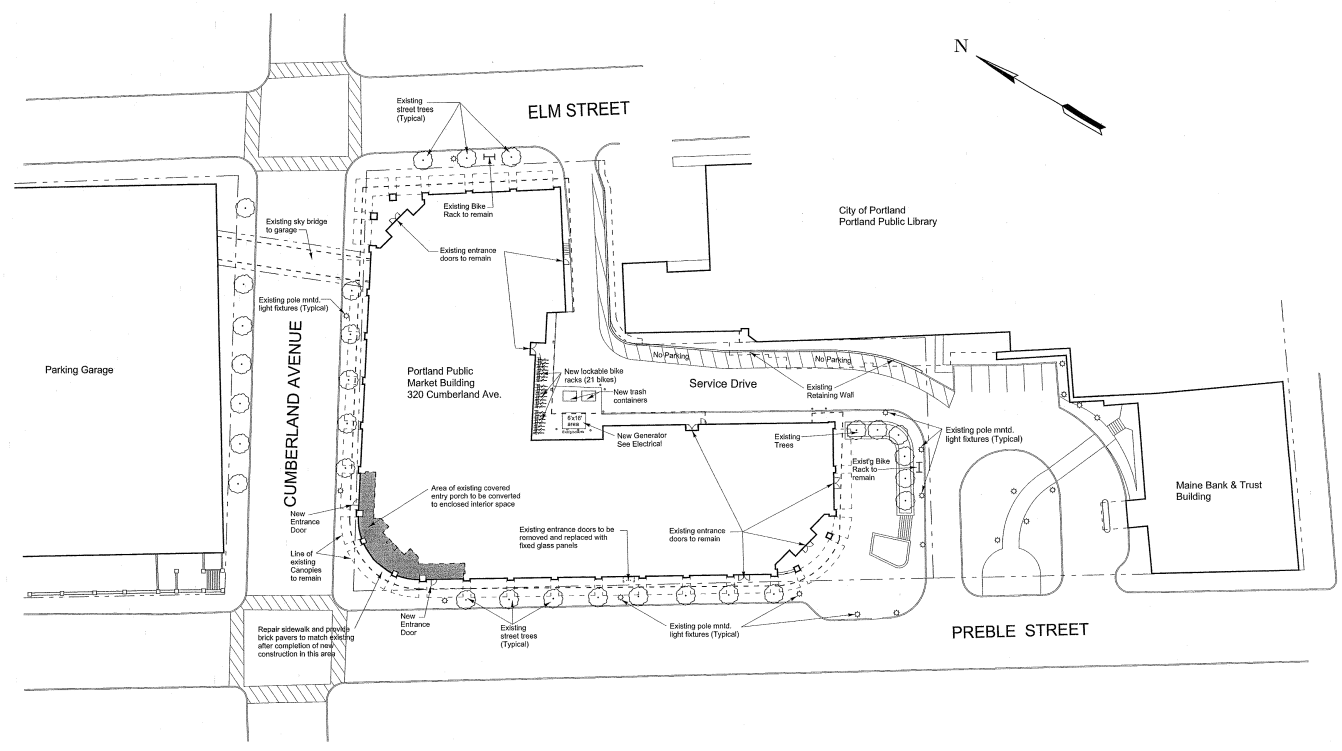 N
Existing
street trees
(Typical)
ELM STREET
Existing Bike
Rack to remain
Existing sky bridge
to garage
Existing entrance
doors to remain
City of Portland
Portland Public Library
Existing pole mntd.
light fixtures (Typical)
CUMBERLAND AVENUE
Parking Garage
Portland Public
Market Building
320 Cumberland Ave.
No Parking
No Parking
New lockable bike
racks (21 bikes)
New trash
containers
Service Drive
Existing
Retaining Wall
6'x16'
area
New Generator
See Electrical
Existing
Trees
Existing pole mntd.
light fixtures (Typical)
Exist'g Bike
Rack to
remain
Maine Bank & Trust
Building
Area of existing covered
entry porch to be converted
to enclosed interior space
New
Entrance
Door
Existing entrance doors to be
removed and replaced with
fixed glass panels
Existing entrance
doors to remain
Line of
existing
Canopies
to remain
New
Entrance
Door
Repair sidewalk and provide
brick pavers to match existing
after completion of new
construction in this area
Existing
street trees
(Typical)
Existing pole mntd.
light fixtures (Typical)
PREBLE STREET